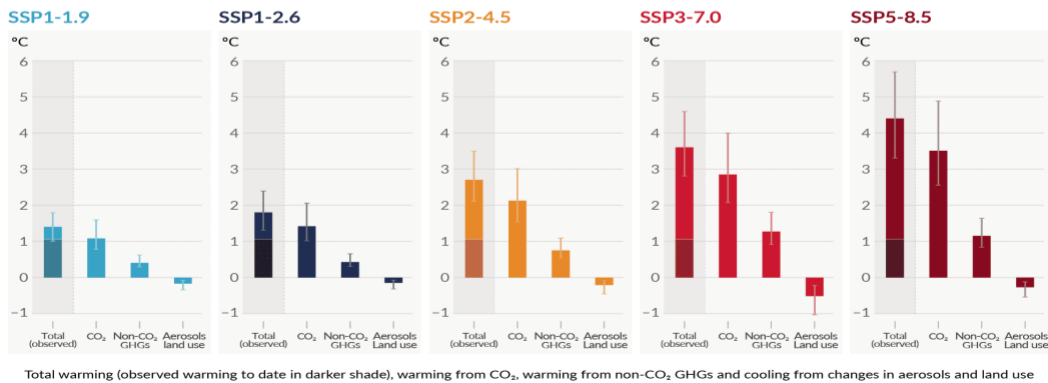 SSP1-1.9
°C
6
5
4
3
2
1
0
−1
Total (observed)
CO₂
Non-CO₂ GHGs
Aerosols land use
SSP1-2.6
°C
6
5
4
3
2
1
0
−1
Total (observed)
CO₂
Non-CO₂ GHGs
Aerosols Land use
SSP2-4.5
°C
6
5
4
3
2
1
0
−1
Total (observed)
CO₂
Non-CO₂ GHGs
Aerosols Land use
SSP3-7.0
°C
6
5
4
3
2
1
0
−1
Total (observed)
CO₂
Non-CO₂ GHGs
Aerosols Land use
SSP5-8.5
°C
6
5
4
3
2
1
0
−1
Total (observed)
CO₂
Non-CO₂ GHGs
Aerosols Land use
Total warming (observed warming to date in darker shade), warming from CO₂, warming from non-CO₂ GHGs and cooling from changes in aerosols and land use